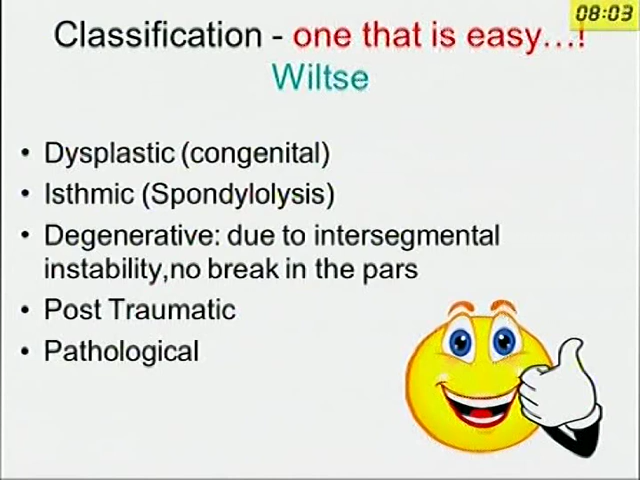 08:03
Classification - one that is easy...!
Wiltse
• Dysplastic (congenital)
• Isthmic (Spondylolysis)
• Degenerative: due to intersegmental
instability,no break in the pars
• Post Traumatic
• Pathological